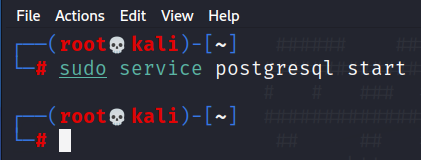 File Actions Edit View Help
┌──(root💀kali)-[~]
└─# sudo service postgresql start
┌──(root💀kali)-[~]
└─#